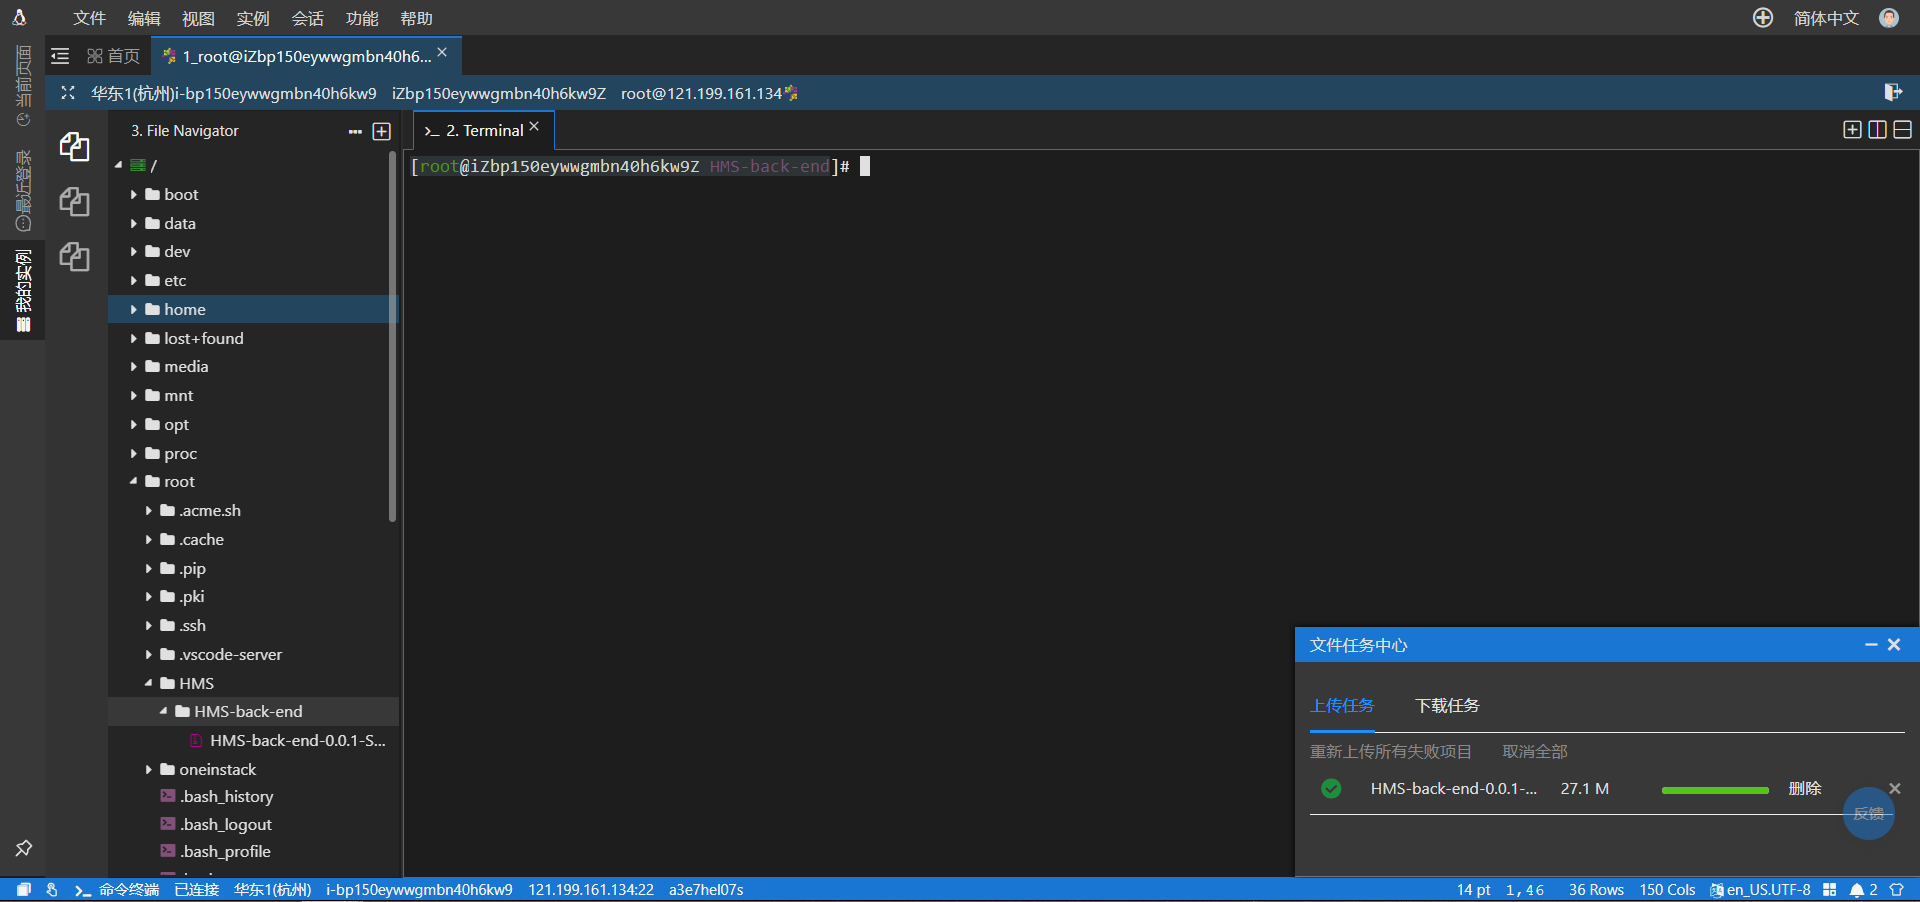 文件 编辑 视图 实例 会话 功能 帮助 简体中文
首页 1_root@iZbp150eywwgmbn40h6...
华东1(杭州)i-bp150eywwgmbn40h6kw9 iZbp150eywwgmbn40h6kw9Z root@121.199.161.134
当前页面
最近登录
我的实例
3. File Navigator
/
boot
data
dev
etc
home
lost+found
media
mnt
opt
proc
root
.acme.sh
.cache
.pip
.pki
.ssh
.vscode-server
HMS
HMS-back-end
HMS-back-end-0.0.1-S...
oneinstack
.bash_history
.bash_logout
.bash_profile
2. Terminal
[root@iZbp150eywwgmbn40h6kw9Z HMS-back-end]#
文件任务中心
上传任务 下载任务
重新上传所有失败项目 取消全部
HMS-back-end-0.0.1-... 27.1 M 删除
反馈
命令终端 已连接 华东1(杭州) i-bp150eywwgmbn40h6kw9 121.199.161.134:22 a3e7hel07s 14 pt 1,46 36 Rows 150 Cols en_US.UTF-8 2